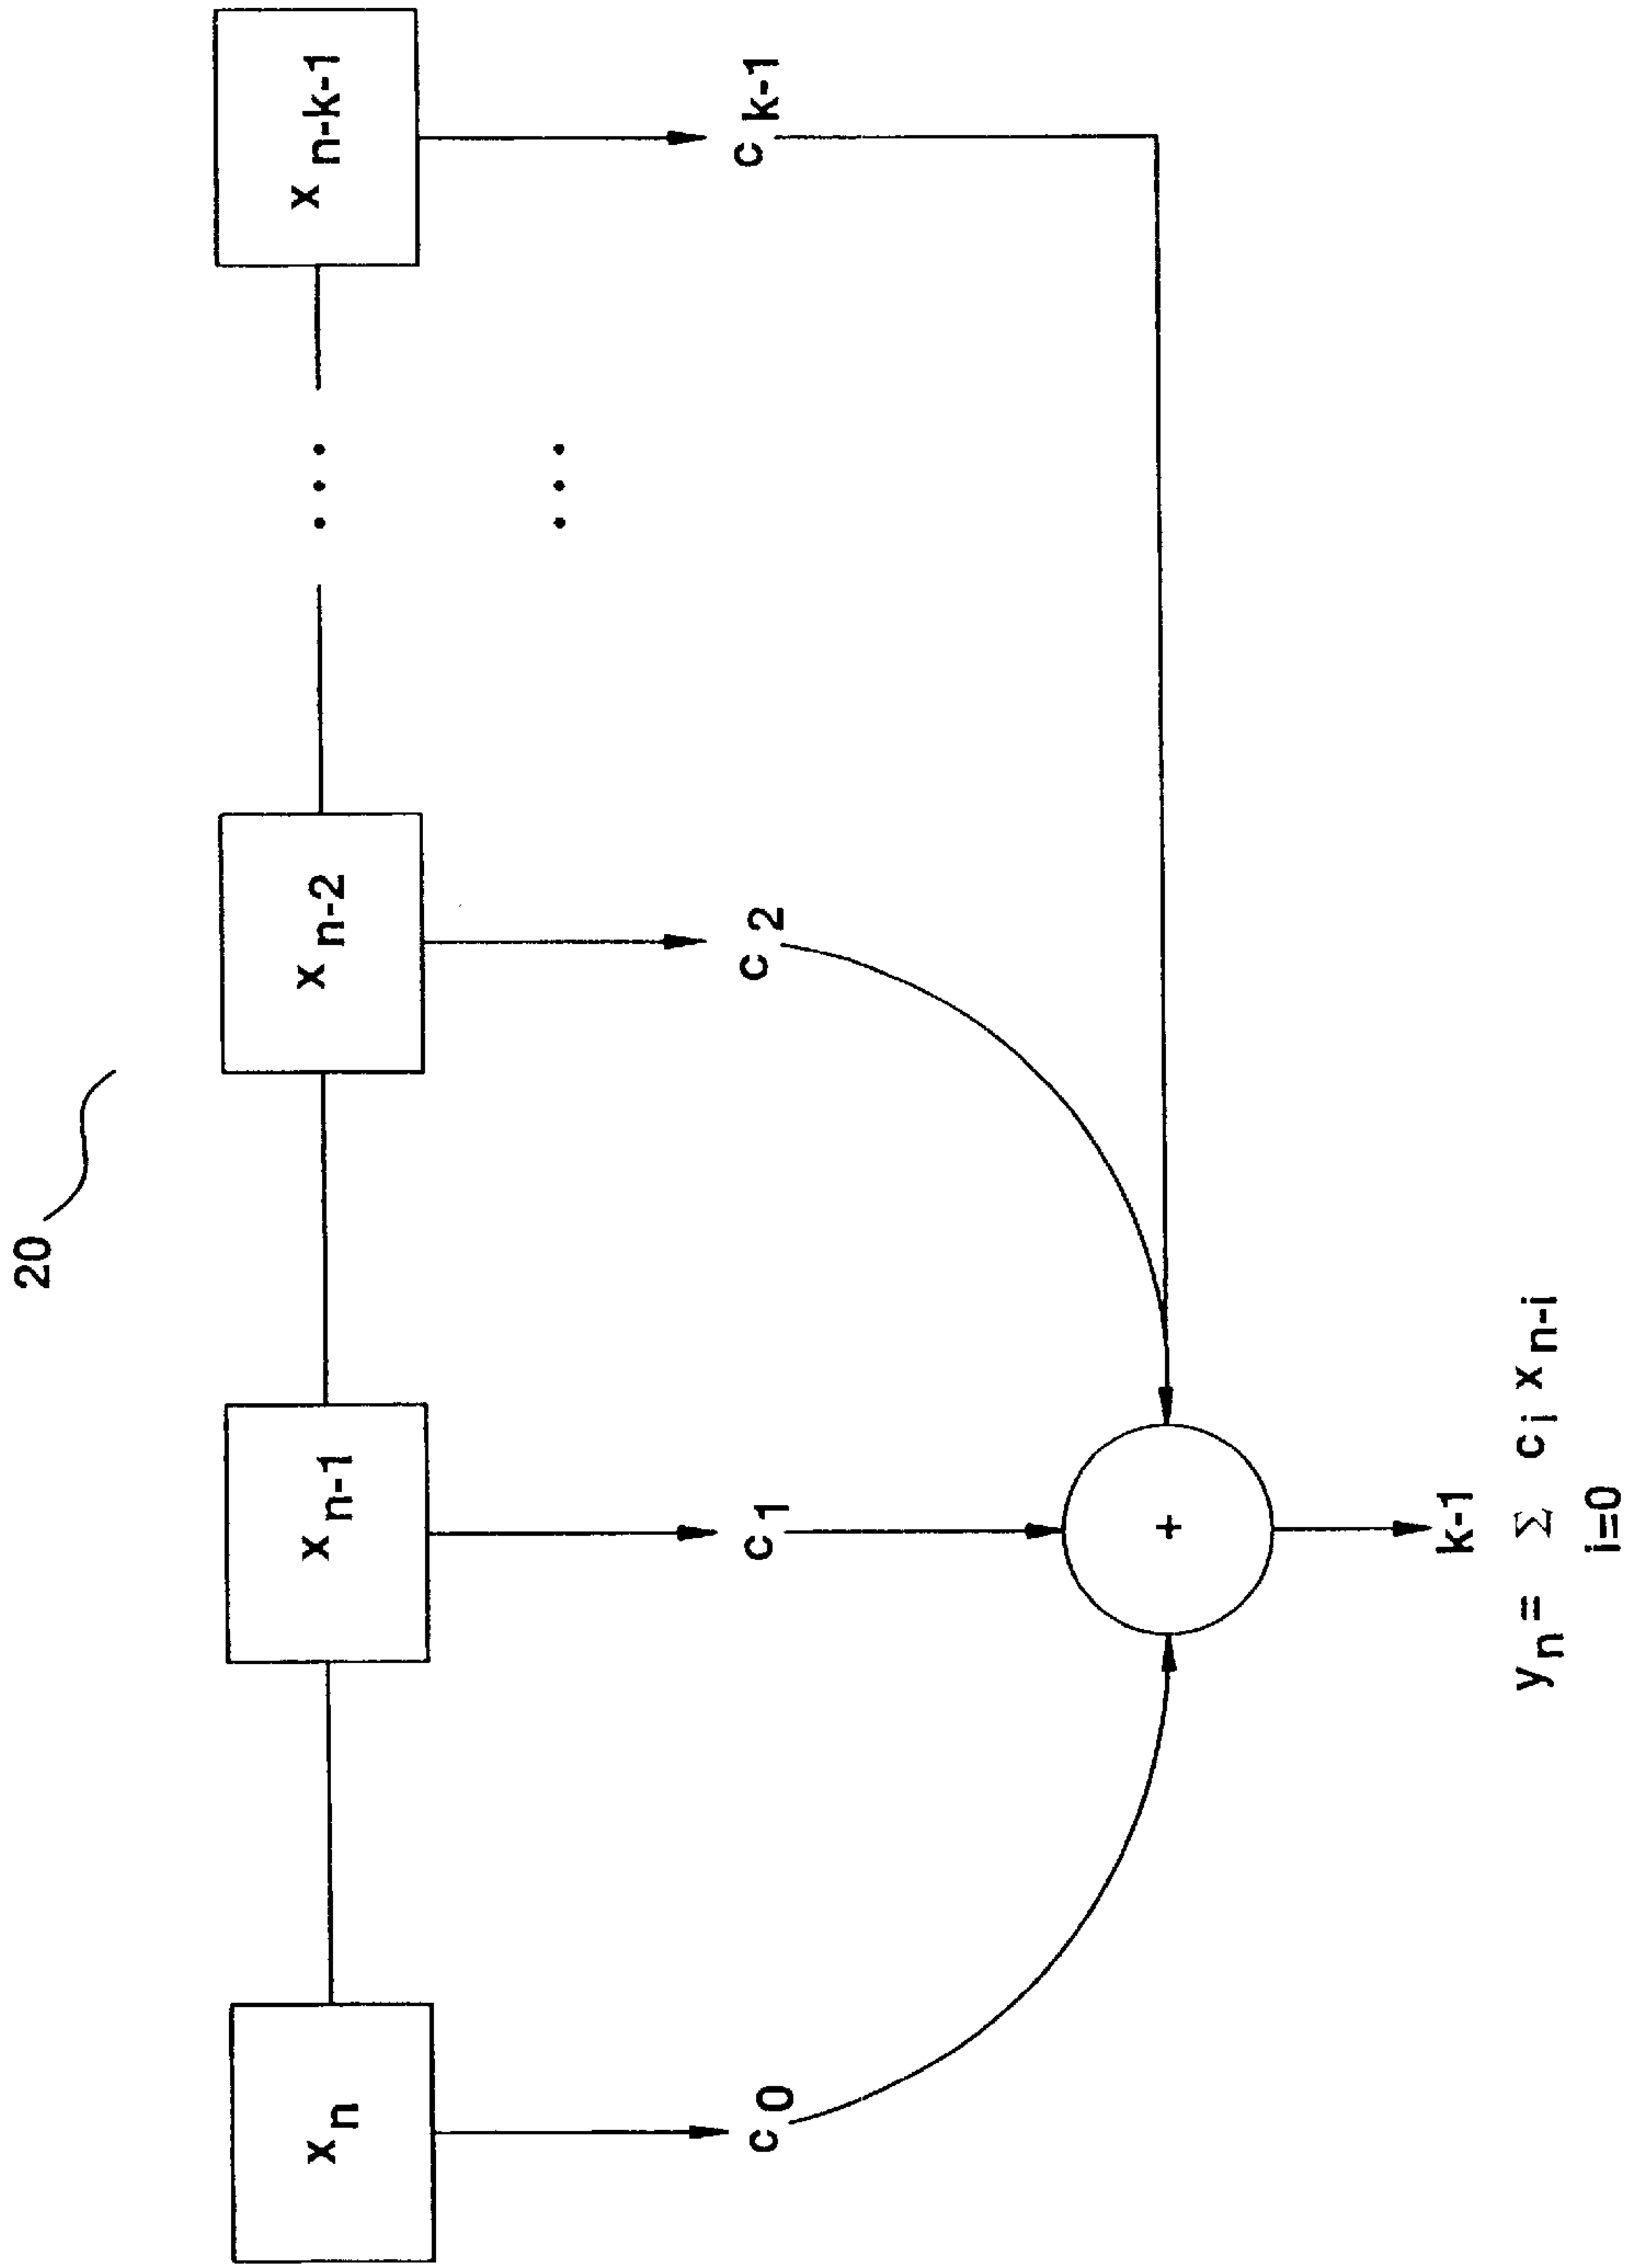 20
x n
x n-1
x n-2
• • •
x n-k-1
• • •
c 0
c 1
c 2
c k-1
+
k-1
y n = Σ c i x n-i
i=0